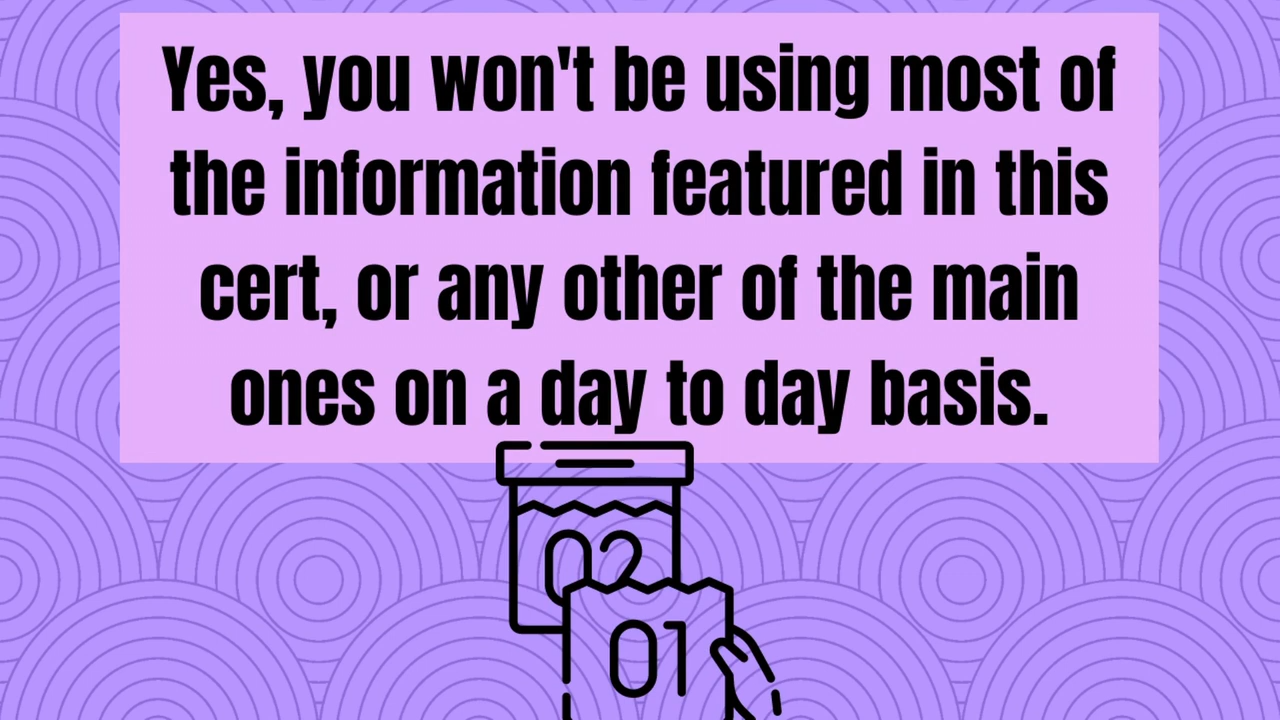 Yes, you won't be using most of
the information featured in this
cert, or any other of the main
ones on a day to day basis.
02
01